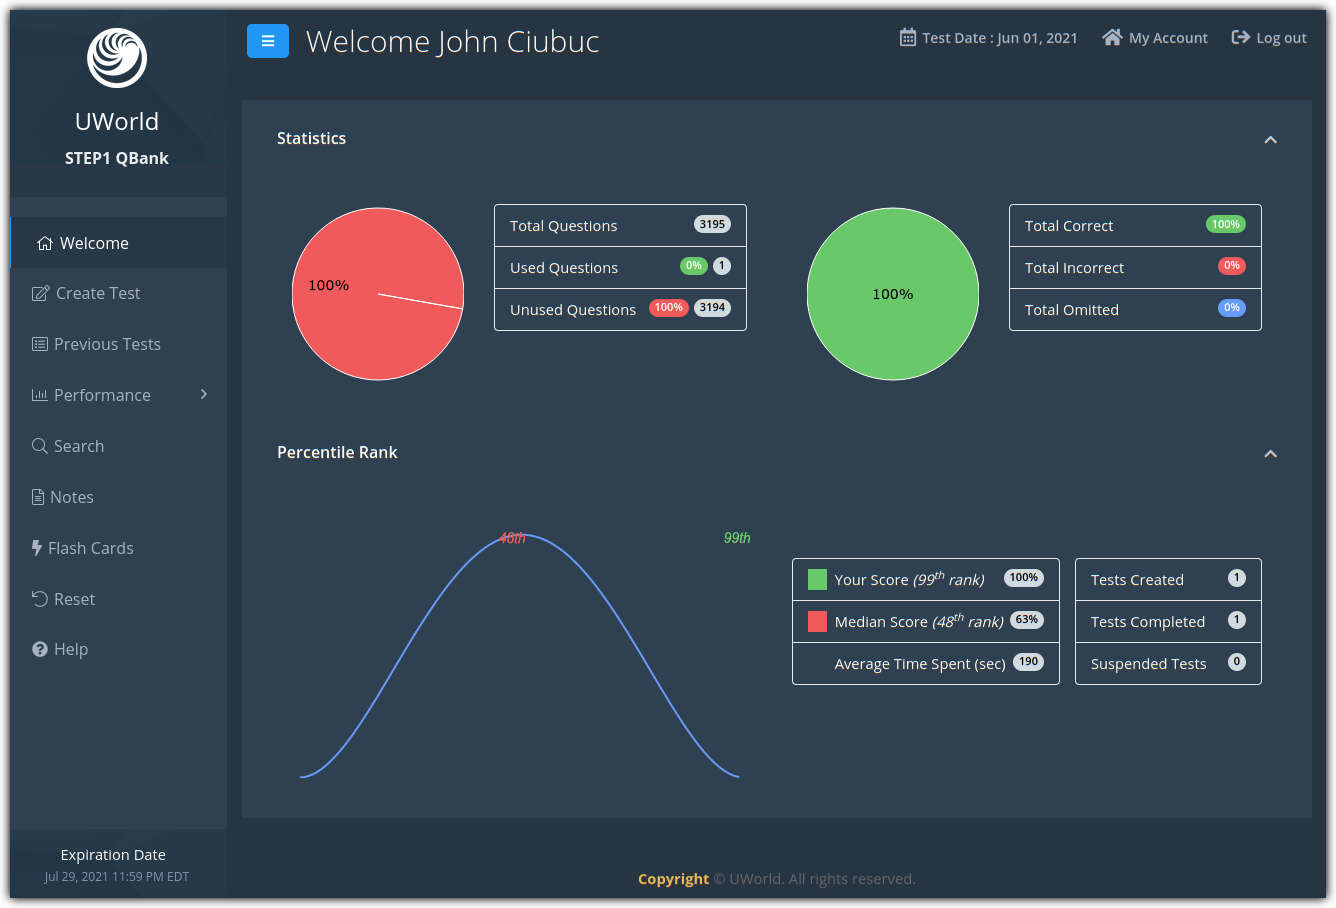 UWorld
STEP1 QBank
Welcome
Create Test
Previous Tests
Performance
Search
Notes
Flash Cards
Reset
Help
Expiration Date
Jul 29, 2021 11:59 PM EDT
Welcome John Ciubuc
Test Date : Jun 01, 2021
My Account
Log out
Statistics
100%
Total Questions 3195
Used Questions 0% 1
Unused Questions 100% 3194
100%
Total Correct 100%
Total Incorrect 0%
Total Omitted 0%
Percentile Rank
48th
99th
Your Score (99th rank) 100%
Median Score (48th rank) 63%
Average Time Spent (sec) 190
Tests Created 1
Tests Completed 1
Suspended Tests 0
Copyright © UWorld. All rights reserved.